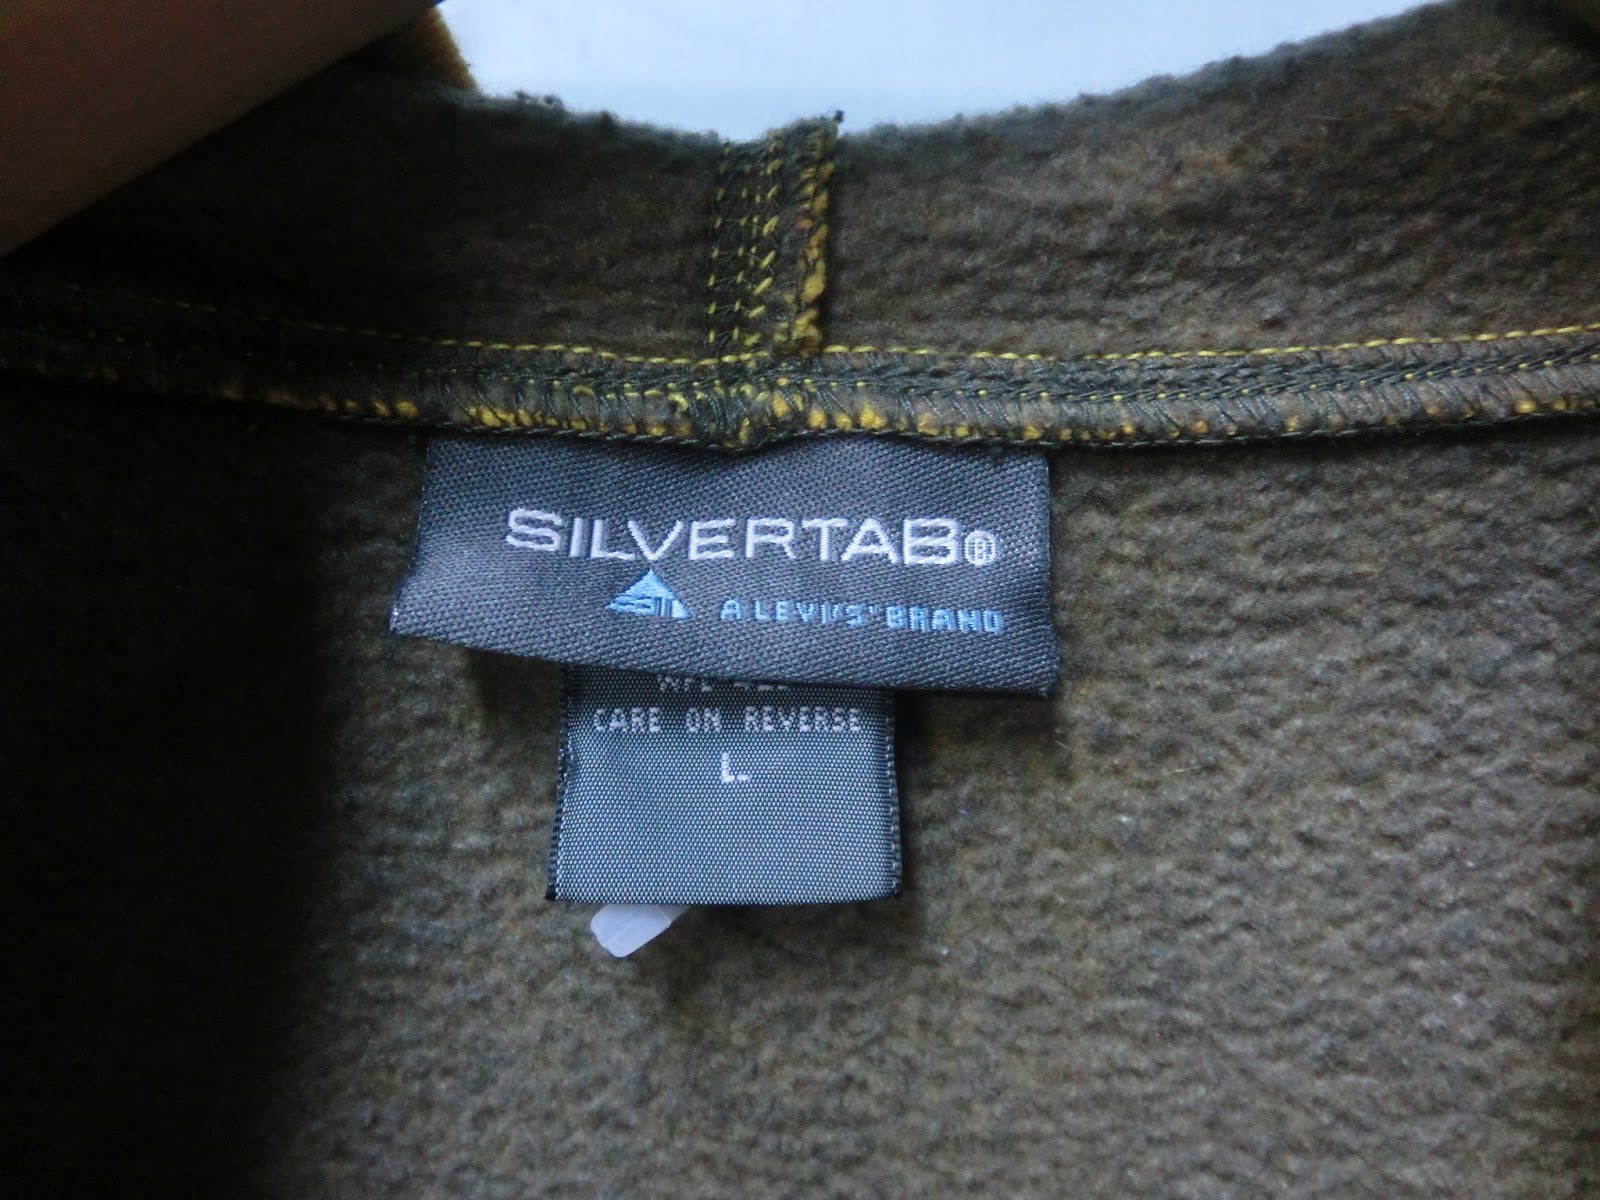 SILVERTAB®
A LEVI'S® BRAND
CARE ON REVERSE
L